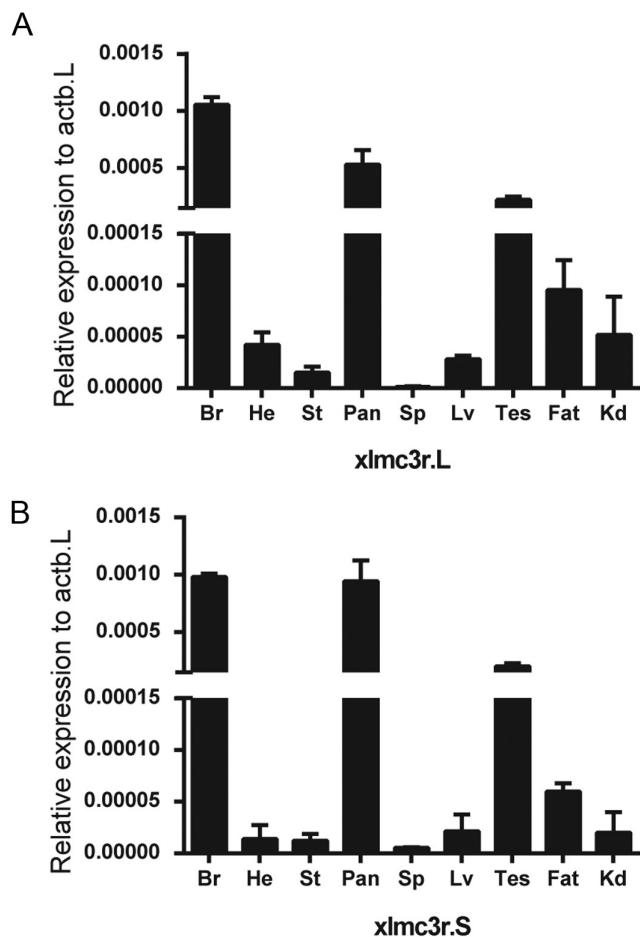 A
Relative expression to actb.L
0.0015
0.0010
0.0005
0.00015
0.00010
0.00005
0.00000
Br He St Pan Sp Lv Tes Fat Kd
xlmc3r.L
B
Relative expression to actb.L
0.0015
0.0010
0.0005
0.00015
0.00010
0.00005
0.00000
Br He St Pan Sp Lv Tes Fat Kd
xlmc3r.S